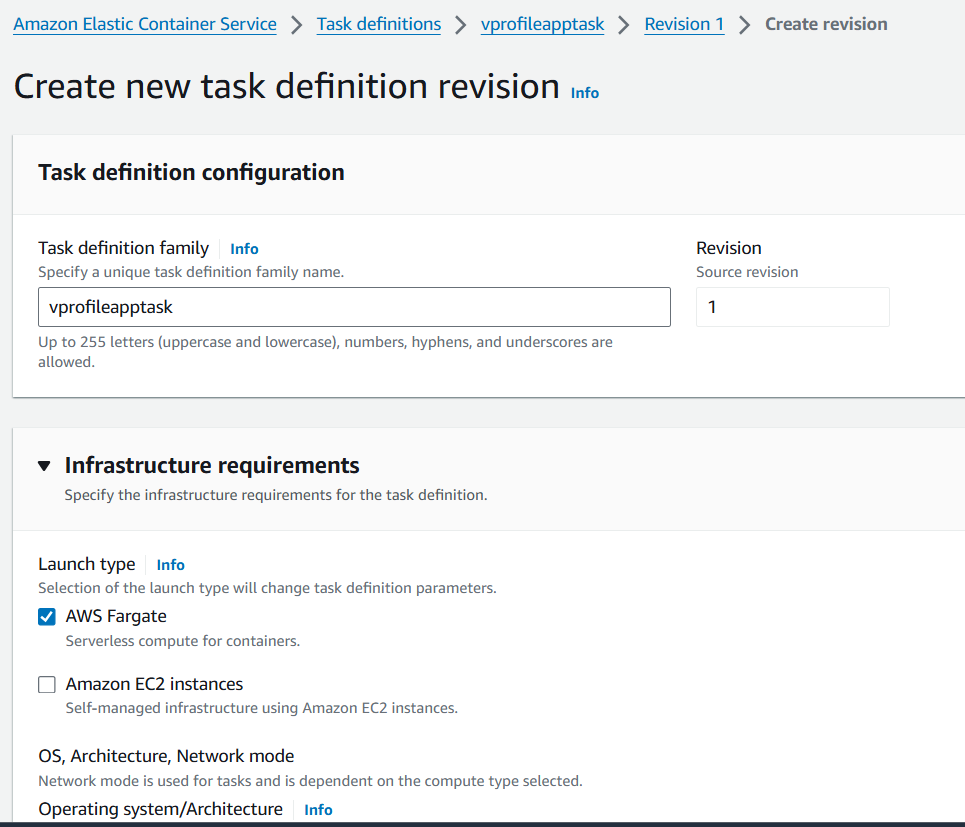 Amazon Elastic Container Service > Task definitions > vprofileapptask > Revision 1 > Create revision
Create new task definition revision Info
Task definition configuration
Task definition family Info
Specify a unique task definition family name.
vprofileapptask
Up to 255 letters (uppercase and lowercase), numbers, hyphens, and underscores are
allowed.
Revision
Source revision
1
Infrastructure requirements
Specify the infrastructure requirements for the task definition.
Launch type Info
Selection of the launch type will change task definition parameters.
AWS Fargate
Serverless compute for containers.
Amazon EC2 instances
Self-managed infrastructure using Amazon EC2 instances.
OS, Architecture, Network mode
Network mode is used for tasks and is dependent on the compute type selected.
Operating system/Architecture Info